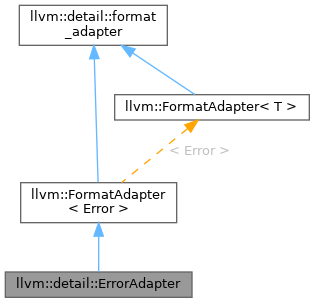 llvm::detail::format
_adapter
llvm::FormatAdapter< T >
< Error >
llvm::FormatAdapter
< Error >
llvm::detail::ErrorAdapter